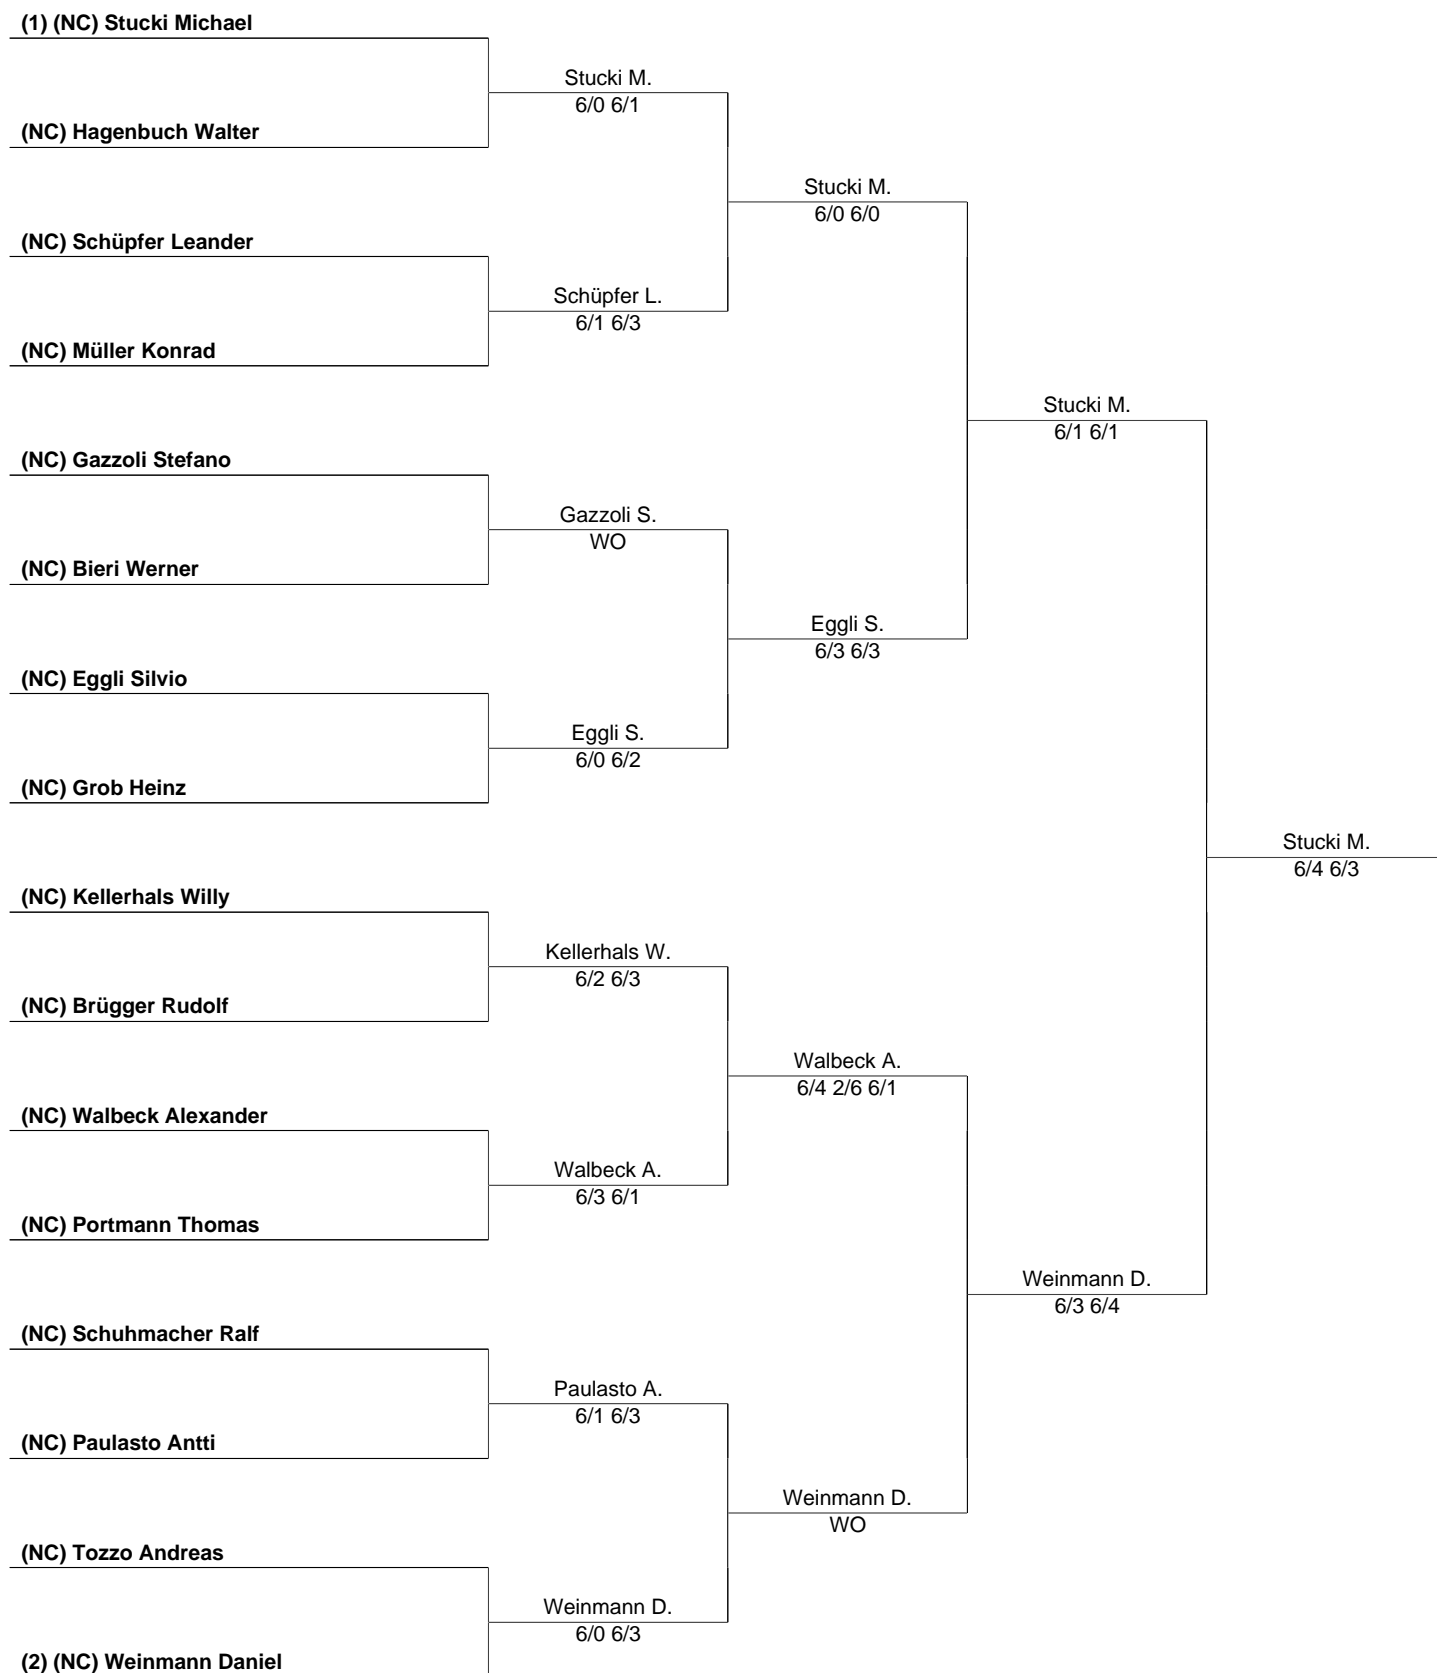 (1) (NC) Stucki Michael
Stucki M.
6/0 6/1
(NC) Hagenbuch Walter
Stucki M.
6/0 6/0
(NC) Schüpfer Leander
Schüpfer L.
6/1 6/3
(NC) Müller Konrad
Stucki M.
6/1 6/1
(NC) Gazzoli Stefano
Gazzoli S.
WO
(NC) Bieri Werner
Eggli S.
6/3 6/3
(NC) Eggli Silvio
Eggli S.
6/0 6/2
(NC) Grob Heinz
Stucki M.
6/4 6/3
(NC) Kellerhals Willy
Kellerhals W.
6/2 6/3
(NC) Brügger Rudolf
Walbeck A.
6/4 2/6 6/1
(NC) Walbeck Alexander
Walbeck A.
6/3 6/1
(NC) Portmann Thomas
Weinmann D.
6/3 6/4
(NC) Schuhmacher Ralf
Paulasto A.
6/1 6/3
(NC) Paulasto Antti
Weinmann D.
WO
(NC) Tozzo Andreas
Weinmann D.
6/0 6/3
(2) (NC) Weinmann Daniel